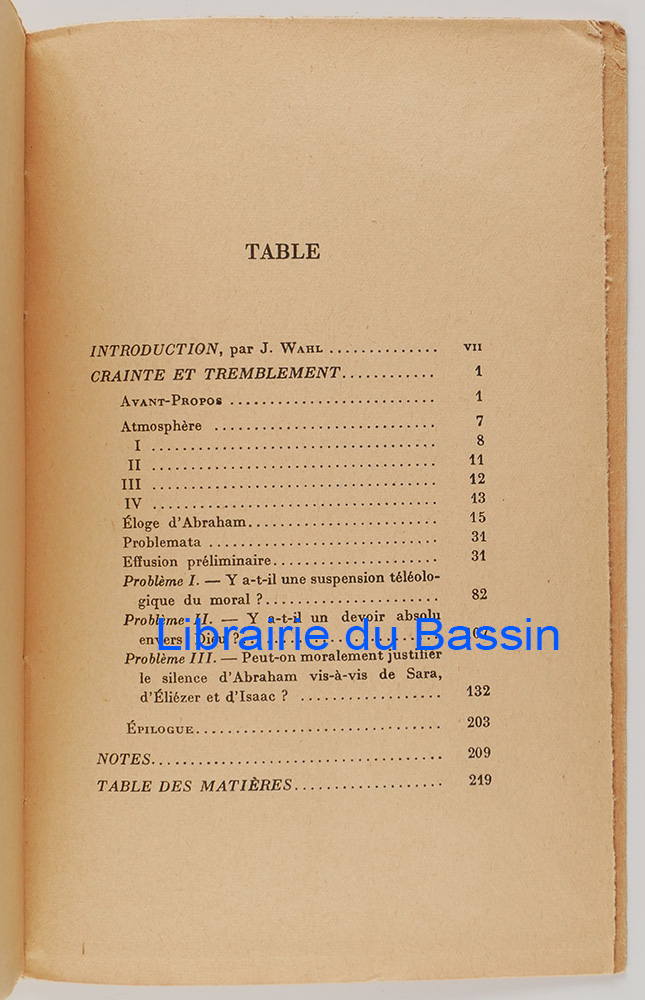 TABLE
INTRODUCTION, par J. WAHL .............. VII
CRAINTE ET TREMBLEMENT............ 1
AVANT-PROPOS .......................... 1
Atmosphère ............................ 7
I .................................... 8
II .................................... 11
III .................................... 12
IV .................................... 13
Éloge d'Abraham........................ 15
Problemata ............................. 31
Effusion préliminaire..................... 31
Problème I. — Y a-t-il une suspension téléolo-
gique du moral ?...................... 82
Problème II. — Y a-t-il un devoir absolu
envers Dieu ?.........................
Librairie du Bassin
Problème III. — Peut-on moralement justifier
le silence d'Abraham vis-à-vis de Sara,
d'Éliézer et d'Isaac ? .................. 132
ÉPILOGUE............................... 203
NOTES..................................... 209
TABLE DES MATIÈRES................... 219